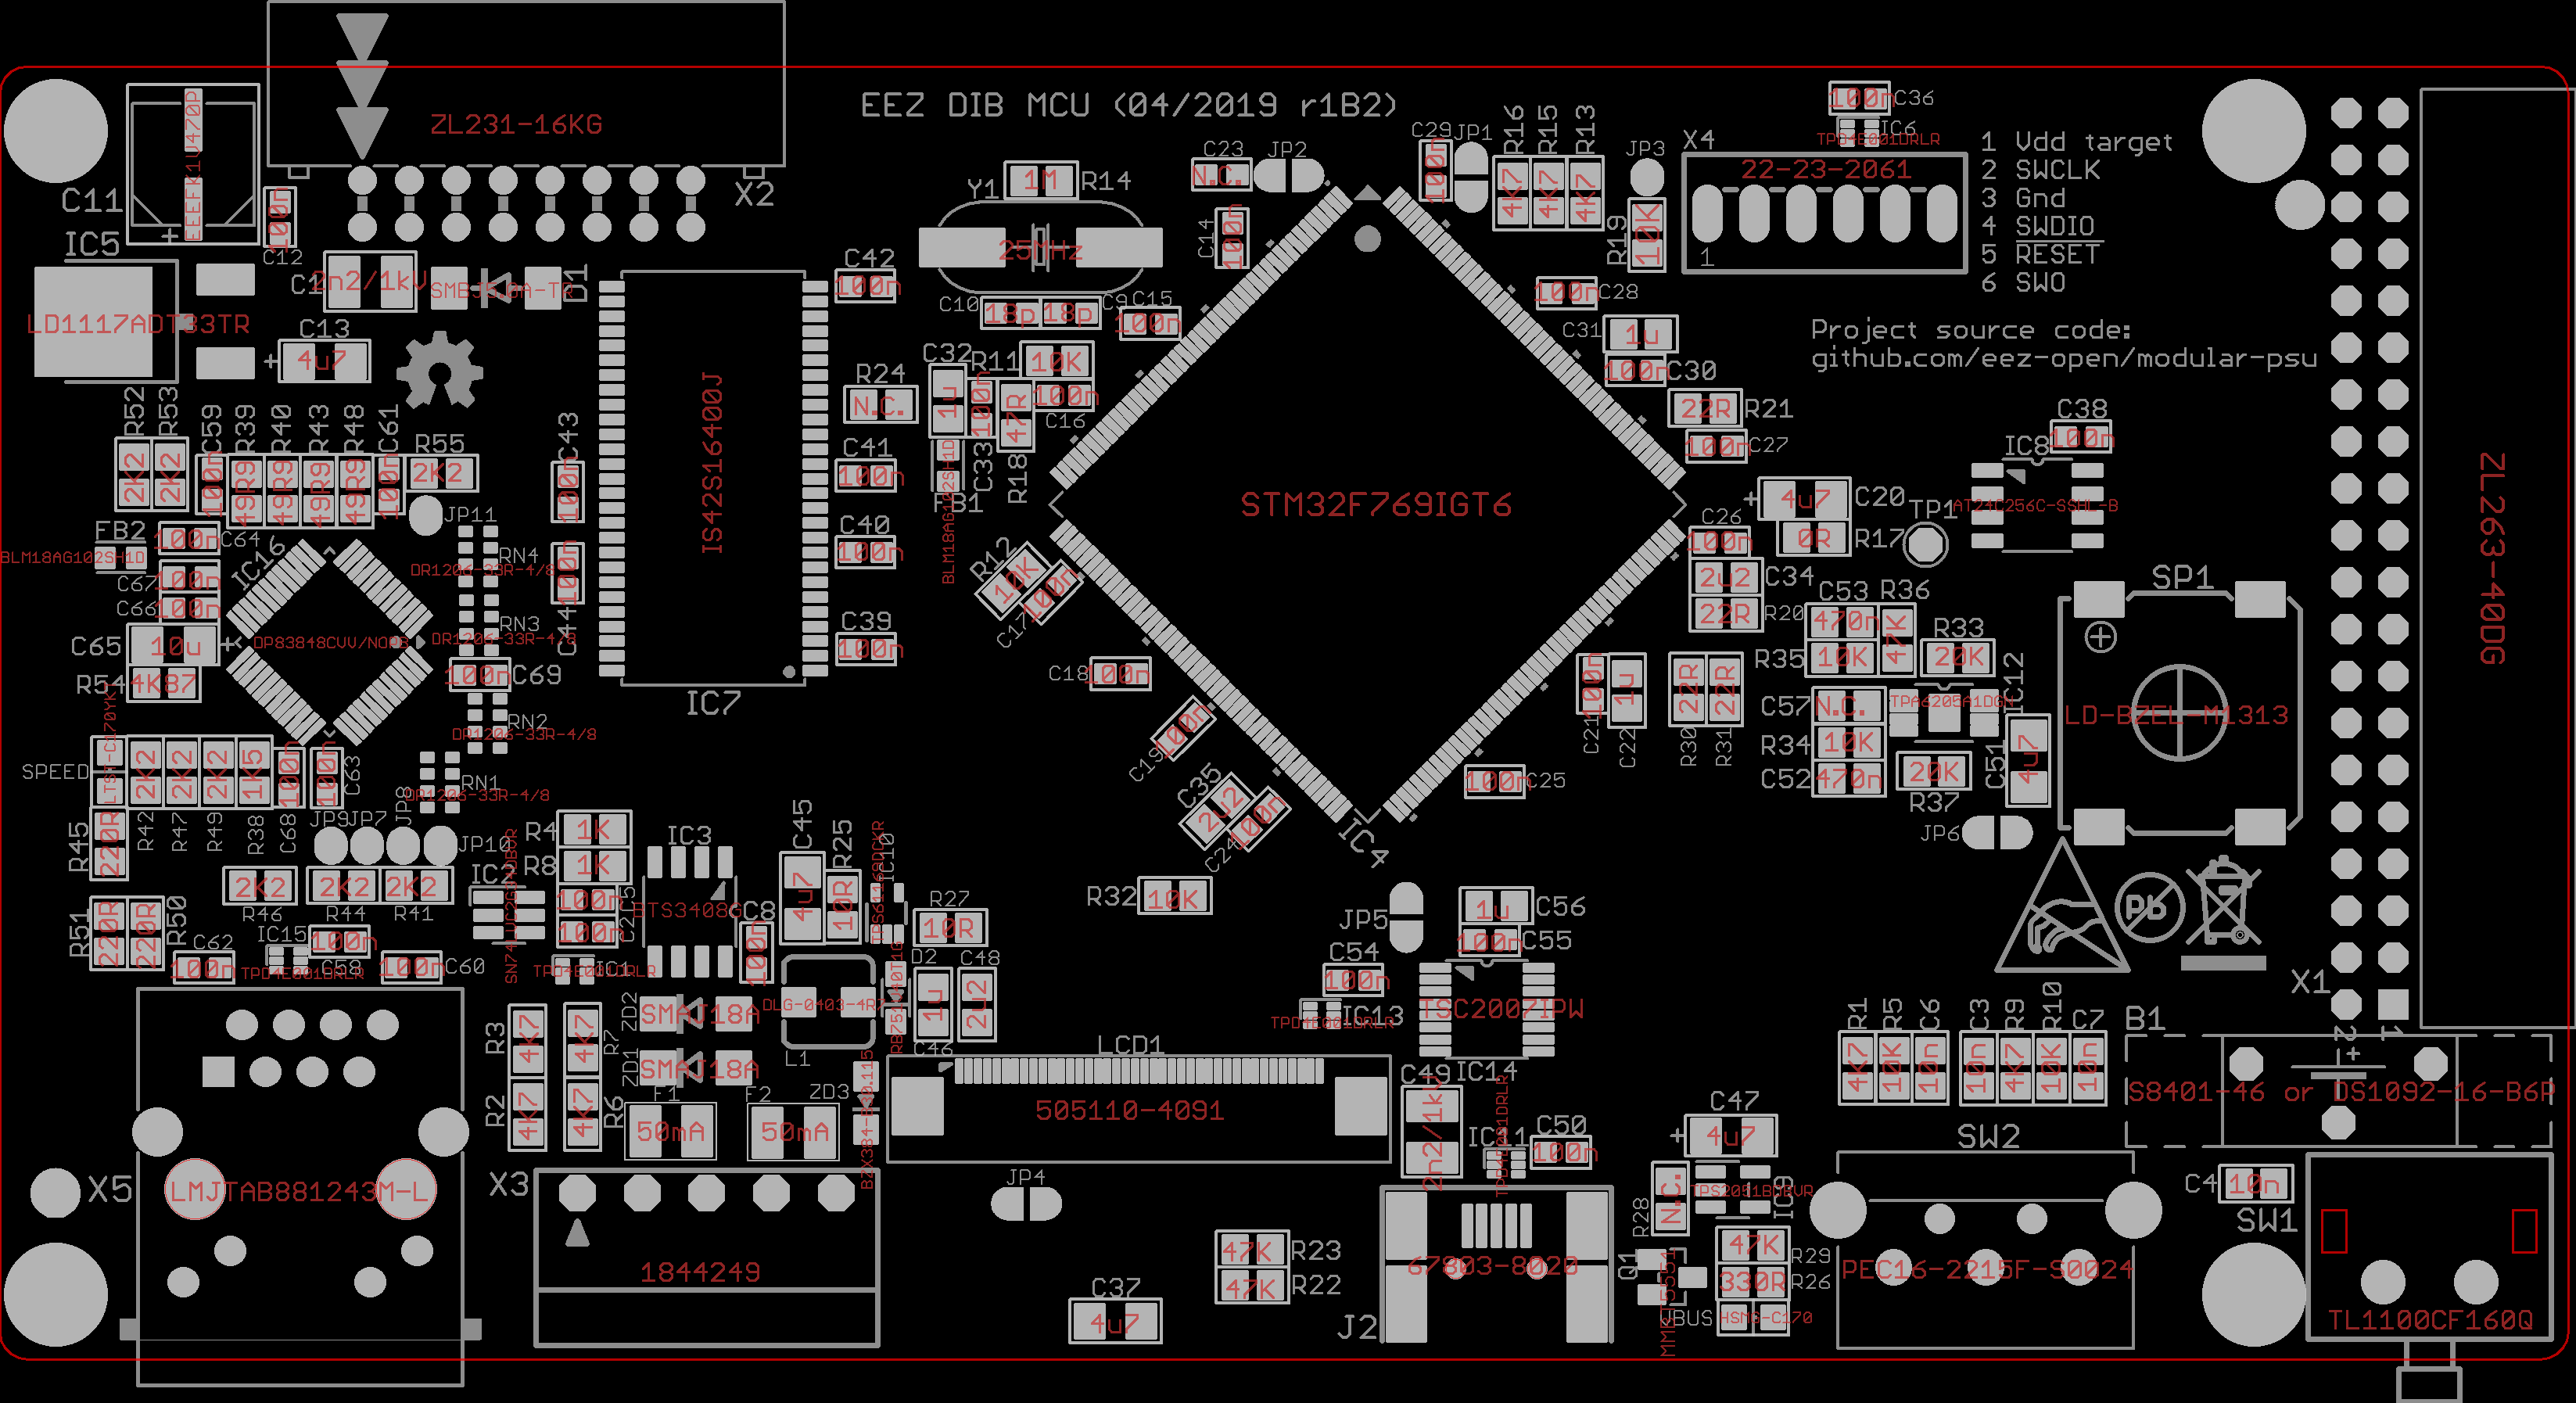 ZL231-16KG
X2
EEEFK1V470P
C11
100n
C12
EEZ DIB MCU (04/2019 r1B2)
100n
C36
IC6
TPD4E001DRLR
1 Vdd target
2 SWCLK
3 Gnd
4 SWDIO
5 RESET
6 SWO
X4
22-23-2061
1
R16
4K7
R15
4K7
R13
4K7
C29
100n
JP1
JP3
R19
10K
C23
N.C.
JP2
C14
100n
Y1
1M
R14
25MHz
C10
18p
18p
C9
C15
100n
IC5
LD1117ADT33TR
2n2/1kV
SMBJ5.0A-TR
D1
C13
4u7
C42
100n
100n
C28
C31
1u
100n
C30
Project source code:
github.com/eez-open/modular-psu
R24
N.C.
C32
1u
R11
10K
100n
C33
47R
R18
100n
C16
BLM18AG102SH1D
FB1
22R
R21
100n
C27
C38
100n
IC8
AT24C256C-SSHL-B
R52
2K2
R53
2K2
C59
100n
R39
49R9
R40
49R9
R43
49R9
R48
49R9
C61
100n
R55
2K2
JP11
C43
100n
IS42S16400J
IC7
C41
100n
C40
100n
C39
100n
C44
100n
STM32F769IGT6
IC4
4u7
C20
0R
R17
TP1
C26
100n
2u2
C34
22R
R20
FB2
BLM18AG102SH1D
100n
C64
C67
100n
C66
100n
C65
10u
R54
4K87
IC16
DP83848CVV/NOPB
RN4
DR1206-33R-4/8
RN3
DR1206-33R-4/8
100n
C69
RN2
DR1206-33R-4/8
RN1
DR1206-33R-4/8
R12
10K
C17
100n
C18
100n
C19
100n
C35
2u2
C24
100n
100n
C25
C21
100n
C22
1u
R30
22R
R31
22R
C53
470n
R36
47K
R35
10K
R33
20K
IC12
TPA6205A1DGN
C57
N.C.
R34
10K
C52
470n
R37
20K
C51
4u7
SP1
LD-BZEL-M1313
JP6
ZL263-40DG
X1
SPEED
LTST-C170YKT
R42
2K2
R47
2K2
R49
2K2
R38
1K5
C68
100n
C63
100n
R45
220R
JP9
JP7
JP8
JP10
R46
2K2
R44
2K2
R41
2K2
R51
220R
R50
220R
C62
100n
IC15
TPD4E001DRLR
100n
C58
100n
C60
IC2
R4
1K
R8
1K
100n
C5
100n
C2
IC1
TPD4E001DRLR
IC3
BTS3408G
C8
100n
C45
4u7
R25
10R
IC10
R27
10R
D2
1u
C46
C48
2u2
DLG-0403-4R7
L1
ZD2
SMAJ18A
ZD1
SMAJ18A
F1
50mA
F2
50mA
ZD3
R3
4K7
R7
4K7
R2
4K7
R6
4K7
X5
LMJTAB881243M-L
X3
1844249
LCD1
505110-4091
JP4
R32
10K
JP5
1u
C56
100n
C55
C54
100n
IC13
TPD4E001DRLR
TSC2007IPW
IC14
C49
2n2/1kV
IC11
C50
100n
47K
R23
47K
R22
C37
4u7
J2
67803-8020
C47
4u7
R28
N.C.
IC9
TPS2051BDBVR
Q1
47K
R29
330R
R26
HSMG-C170
R1
4K7
R5
10K
C6
10n
C3
10n
R9
4K7
R10
10K
C7
10n
Pb
2
1
B1
S8401-46 or DS1092-16-B6P
SW2
PEC16-2215F-S0024
C4
10n
SW1
TL1100CF160Q